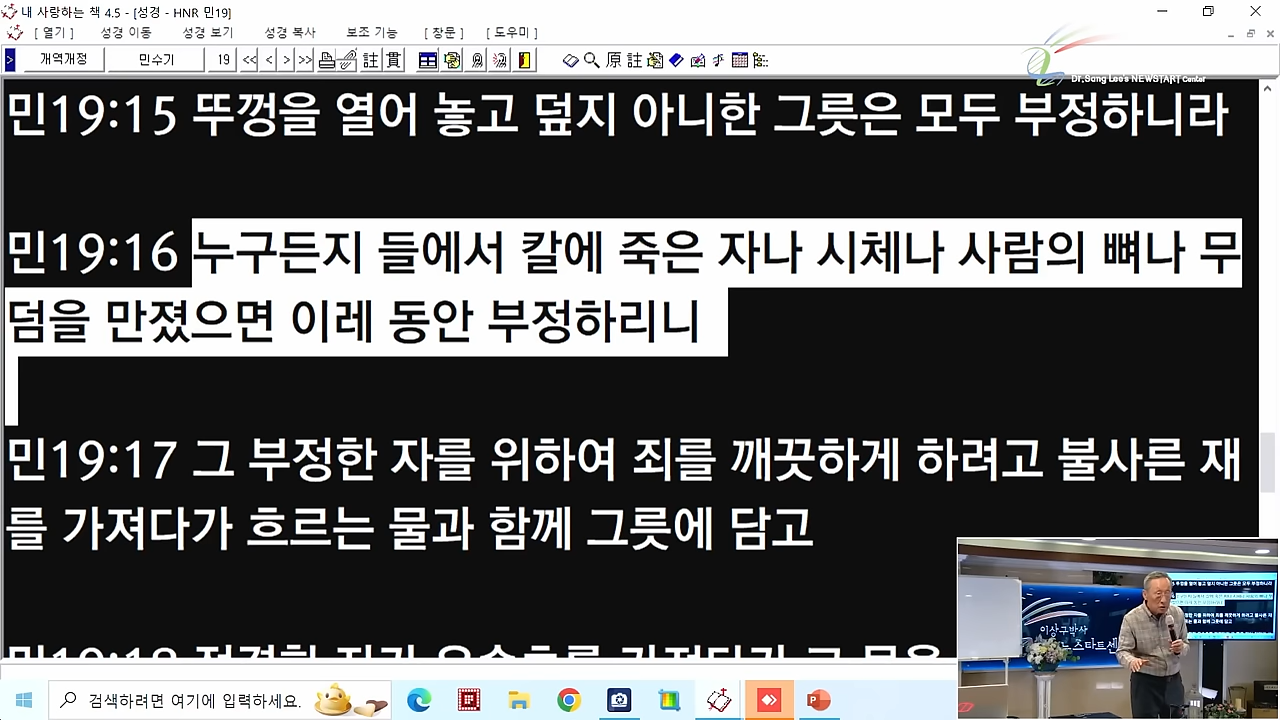 내 사랑하는 책 4.5 - [성경 - HNR 민19]
[ 열기 ] 성경 이동 성경 보기 성경 복사 보조 기능 [ 창문 ] [ 도우미 ]
> 개역개정 민수기 19 << < > >> 註 貫 原 註
Dr.Sang Lee's NEWSTART Center
민19:15 뚜껑을 열어 놓고 덮지 아니한 그릇은 모두 부정하니라
민19:16 누구든지 들에서 칼에 죽은 자나 시체나 사람의 뼈나 무
덤을 만졌으면 이레 동안 부정하리니
민19:17 그 부정한 자를 위하여 죄를 깨끗하게 하려고 불사른 재
를 가져다가 흐르는 물과 함께 그릇에 담고
이상구박사
뉴스타트센
검색하려면 여기에 입력하세요.